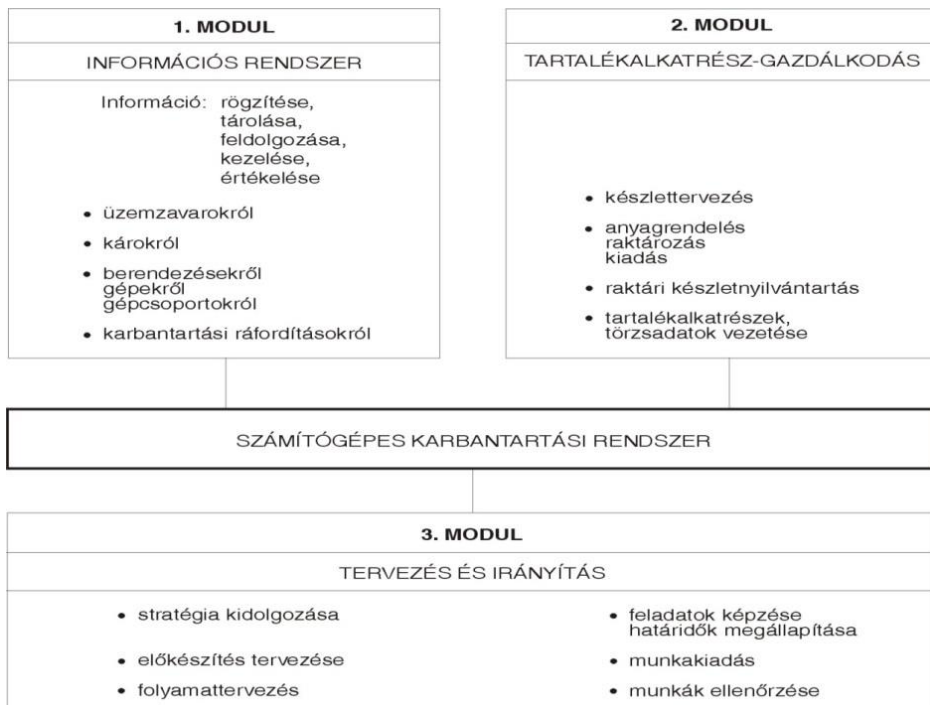 1. MODUL
INFORMÁCIÓS RENDSZER
Információ: rögzítése,
tárolása,
feldolgozása,
kezelése,
értékelése
• üzemzavarokról
• károkról
• berendezésekről
gépekről
gépcsoportokról
• karbantartási ráfordításokról
2. MODUL
TARTALÉKALKATRÉSZ-GAZDÁLKODÁS
• készlettervezés
• anyagrendelés
raktározás
kiadás
• raktári készletnyilvántartás
• tartalékalkatrészek,
törzsadatok vezetése
SZÁMÍTÓGÉPES KARBANTARTÁSI RENDSZER
3. MODUL
TERVEZÉS ÉS IRÁNYÍTÁS
• stratégia kidolgozása
• előkészítés tervezése
• folyamattervezés
• feladatok képzése
határidők megállapítása
• munkakiadás
• munkák ellenőrzése